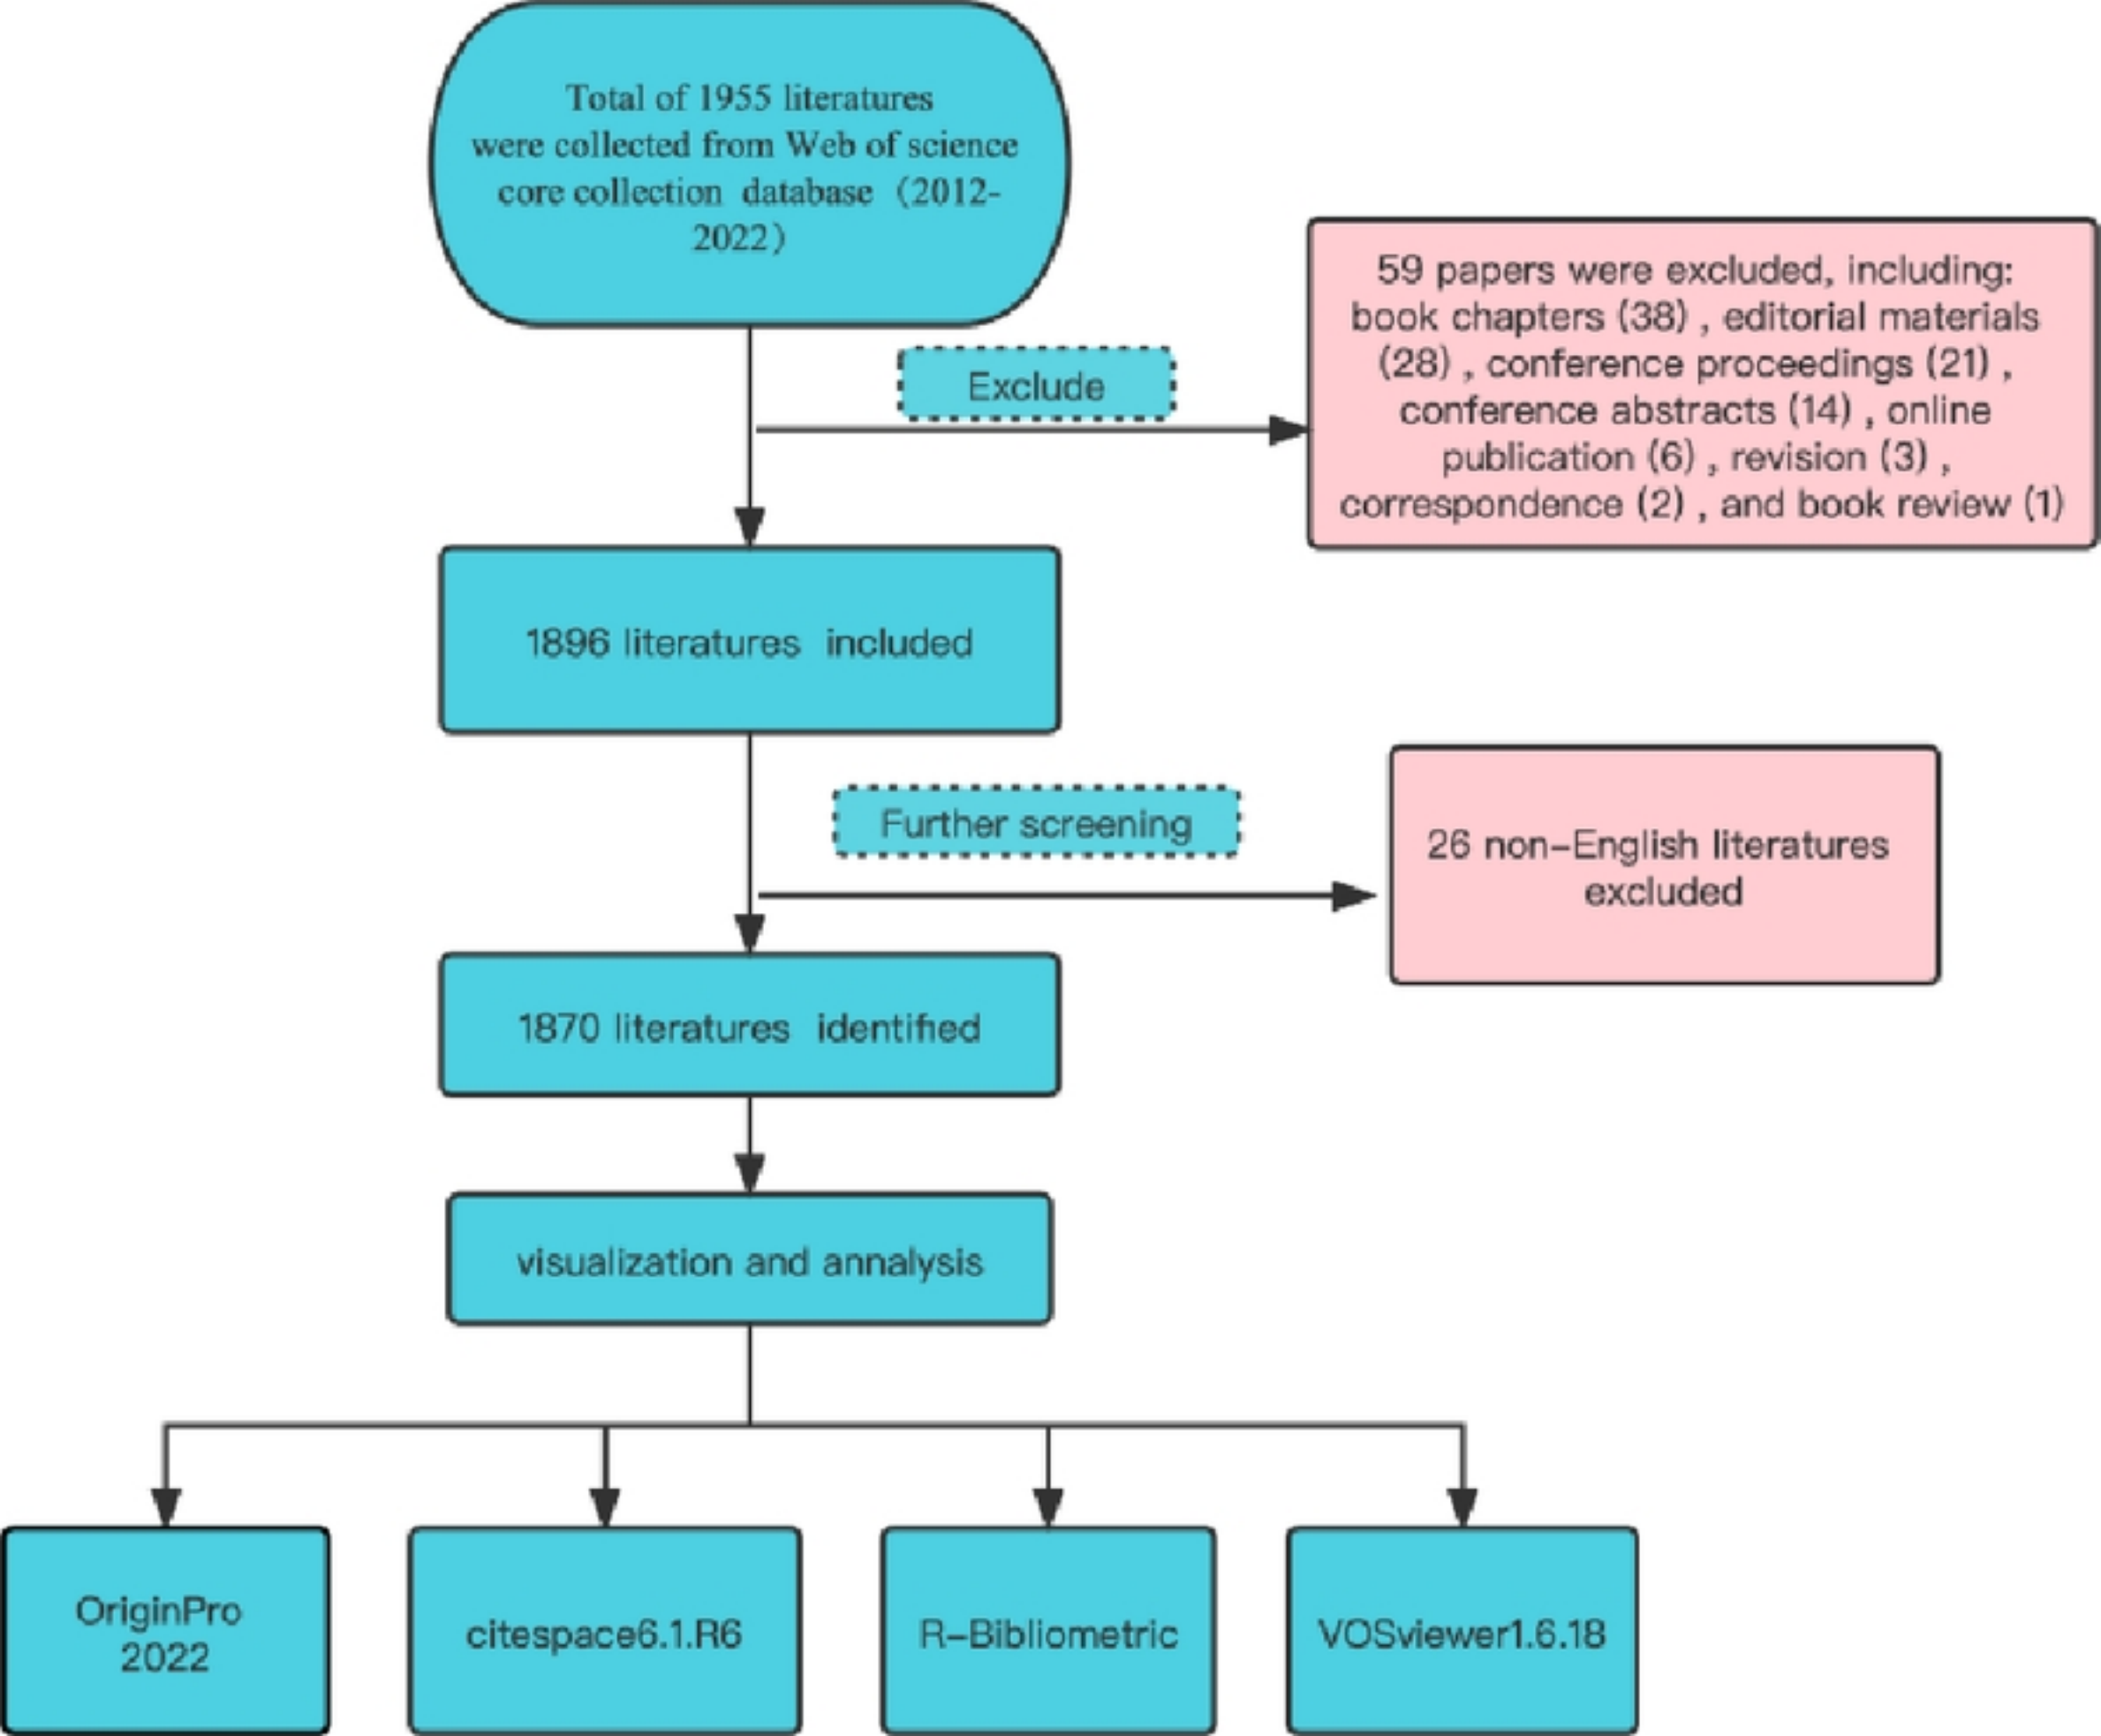 Total of 1955 literatures
were collected from Web of science
core collection database (2012-
2022)
59 papers were excluded, including:
book chapters (38) , editorial materials
(28) , conference proceedings (21) ,
conference abstracts (14) , online
publication (6) , revision (3) ,
correspondence (2) , and book review (1)
Exclude
1896 literatures included
Further screening
26 non-English literatures
excluded
1870 literatures identified
visualization and annalysis
OriginPro
2022
citespace6.1.R6
R-Bibliometric
VOSviewer1.6.18